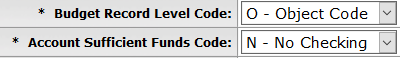 * Budget Record Level Code: O - Object Code
* Account Sufficient Funds Code: N - No Checking